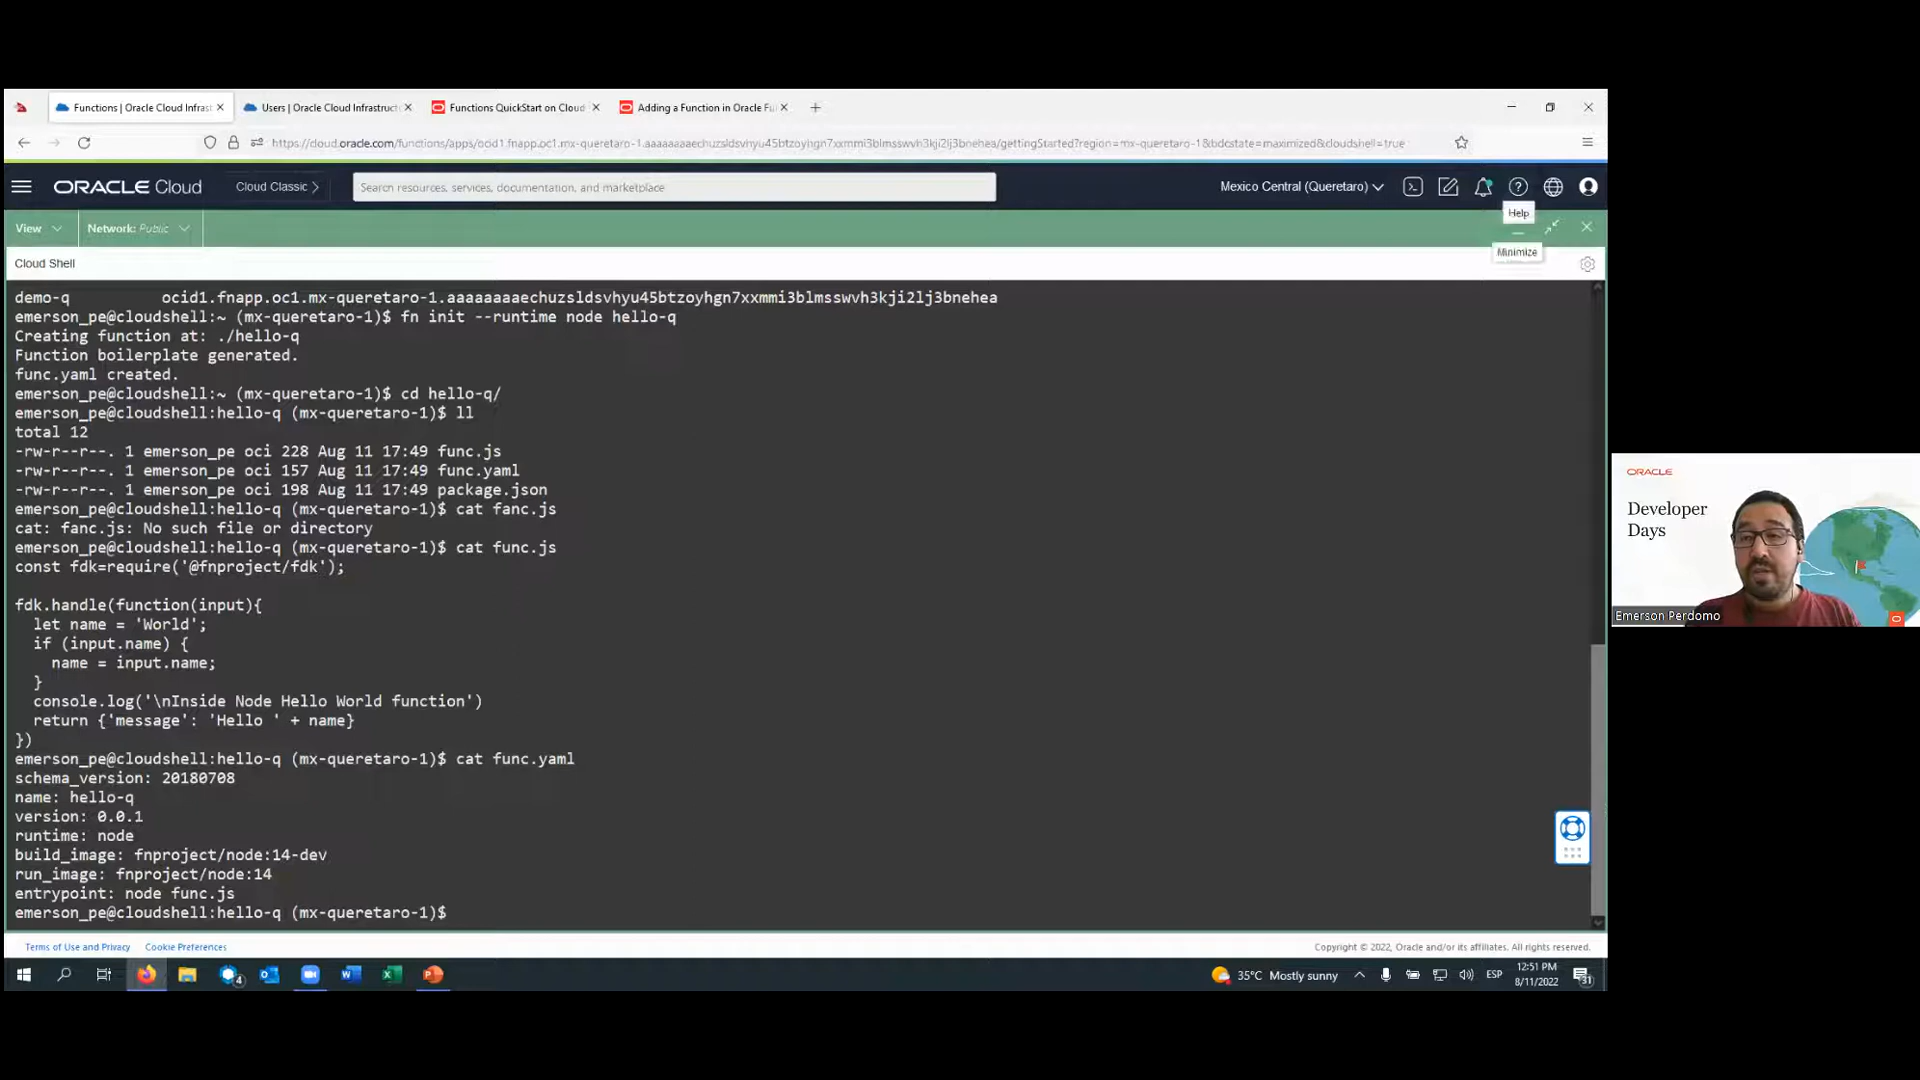 Functions | Oracle Cloud Infrast
Users | Oracle Cloud Infrastruct
Functions QuickStart on Cloud
Adding a Function in Oracle Fu
ORACLE Cloud
Cloud Classic
Search resources, services, documentation, and marketplace
Mexico Central (Queretaro)
Help
View
Network: Public
Minimize
Cloud Shell
demo-q ocid1.fnapp.oc1.mx-queretaro-1.aaaaaaaaechuzsldsvhyu45btzoyhgn7xxmmi3blmsswvh3kji2lj3bnehea
emerson_pe@cloudshell:~ (mx-queretaro-1)$ fn init --runtime node hello-q
Creating function at: ./hello-q
Function boilerplate generated.
func.yaml created.
emerson_pe@cloudshell:~ (mx-queretaro-1)$ cd hello-q/
emerson_pe@cloudshell:hello-q (mx-queretaro-1)$ ll
total 12
-rw-r--r--. 1 emerson_pe oci 228 Aug 11 17:49 func.js
-rw-r--r--. 1 emerson_pe oci 157 Aug 11 17:49 func.yaml
-rw-r--r--. 1 emerson_pe oci 198 Aug 11 17:49 package.json
emerson_pe@cloudshell:hello-q (mx-queretaro-1)$ cat fanc.js
cat: fanc.js: No such file or directory
emerson_pe@cloudshell:hello-q (mx-queretaro-1)$ cat func.js
const fdk=require('@fnproject/fdk');
fdk.handle(function(input){
let name = 'World';
if (input.name) {
name = input.name;
}
console.log('\nInside Node Hello World function')
return {'message': 'Hello ' + name}
})
emerson_pe@cloudshell:hello-q (mx-queretaro-1)$ cat func.yaml
schema_version: 20180708
name: hello-q
version: 0.0.1
runtime: node
build_image: fnproject/node:14-dev
run_image: fnproject/node:14
entrypoint: node func.js
emerson_pe@cloudshell:hello-q (mx-queretaro-1)$
Terms of Use and Privacy
Cookie Preferences
Copyright © 2022, Oracle and/or its affiliates. All rights reserved.
4
35°C Mostly sunny
ESP
12:51 PM
8/11/2022
31
ORACLE
Developer
Days
Emerson Perdomo